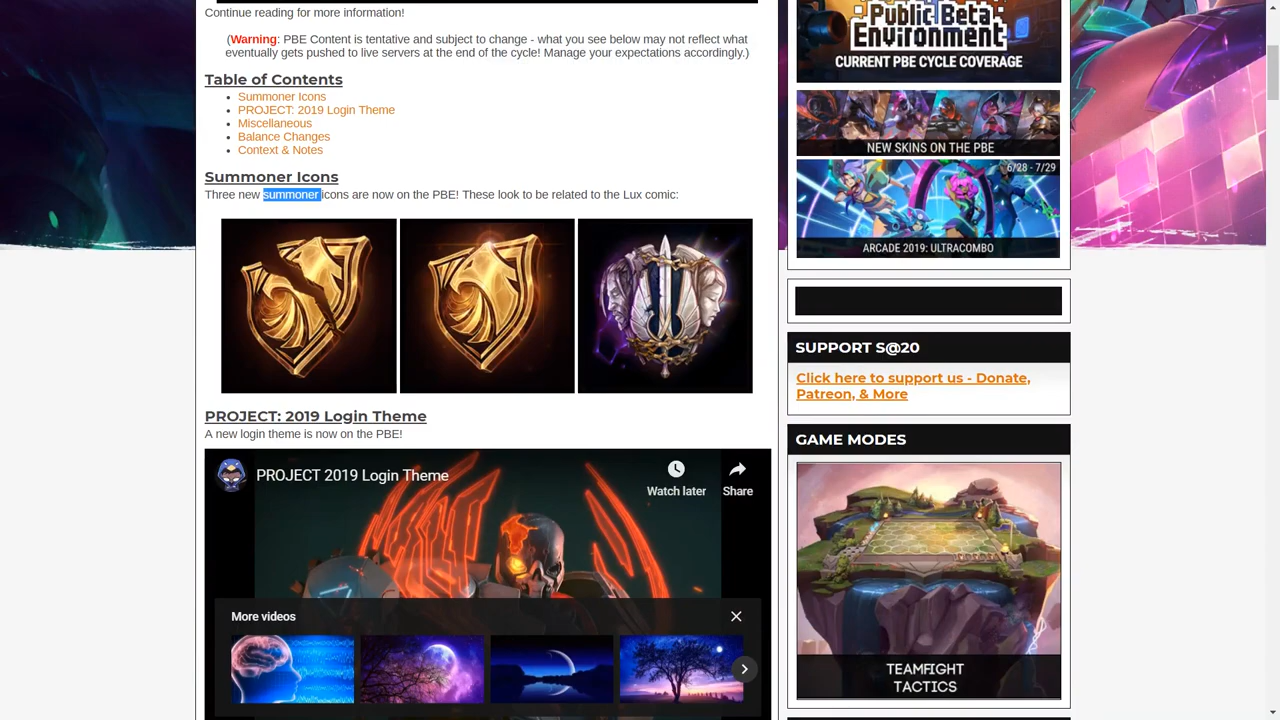 Continue reading for more information!
(Warning: PBE Content is tentative and subject to change - what you see below may not reflect what
eventually gets pushed to live servers at the end of the cycle! Manage your expectations accordingly.)
Table of Contents
Summoner Icons
PROJECT: 2019 Login Theme
Miscellaneous
Balance Changes
Context & Notes
Summoner Icons
Three new summoner icons are now on the PBE! These look to be related to the Lux comic:
PROJECT: 2019 Login Theme
A new login theme is now on the PBE!
PROJECT 2019 Login Theme
Watch later
Share
More videos
Public Beta
Environment
CURRENT PBE CYCLE COVERAGE
NEW SKINS ON THE PBE
6/28 - 7/29
ARCADE 2019: ULTRACOMBO
SUPPORT S@20
Click here to support us - Donate,
Patreon, & More
GAME MODES
TEAMFIGHT
TACTICS